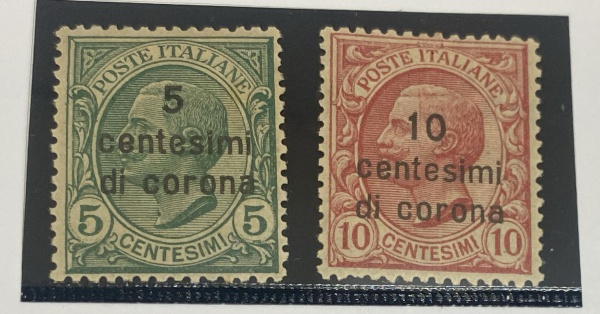 POSTE ITALIANE
5
centesimi
di corona
5 CENTESIMI 5
POSTE ITALIANE
10
centesimi
di corona
10 CENTESIMI 10